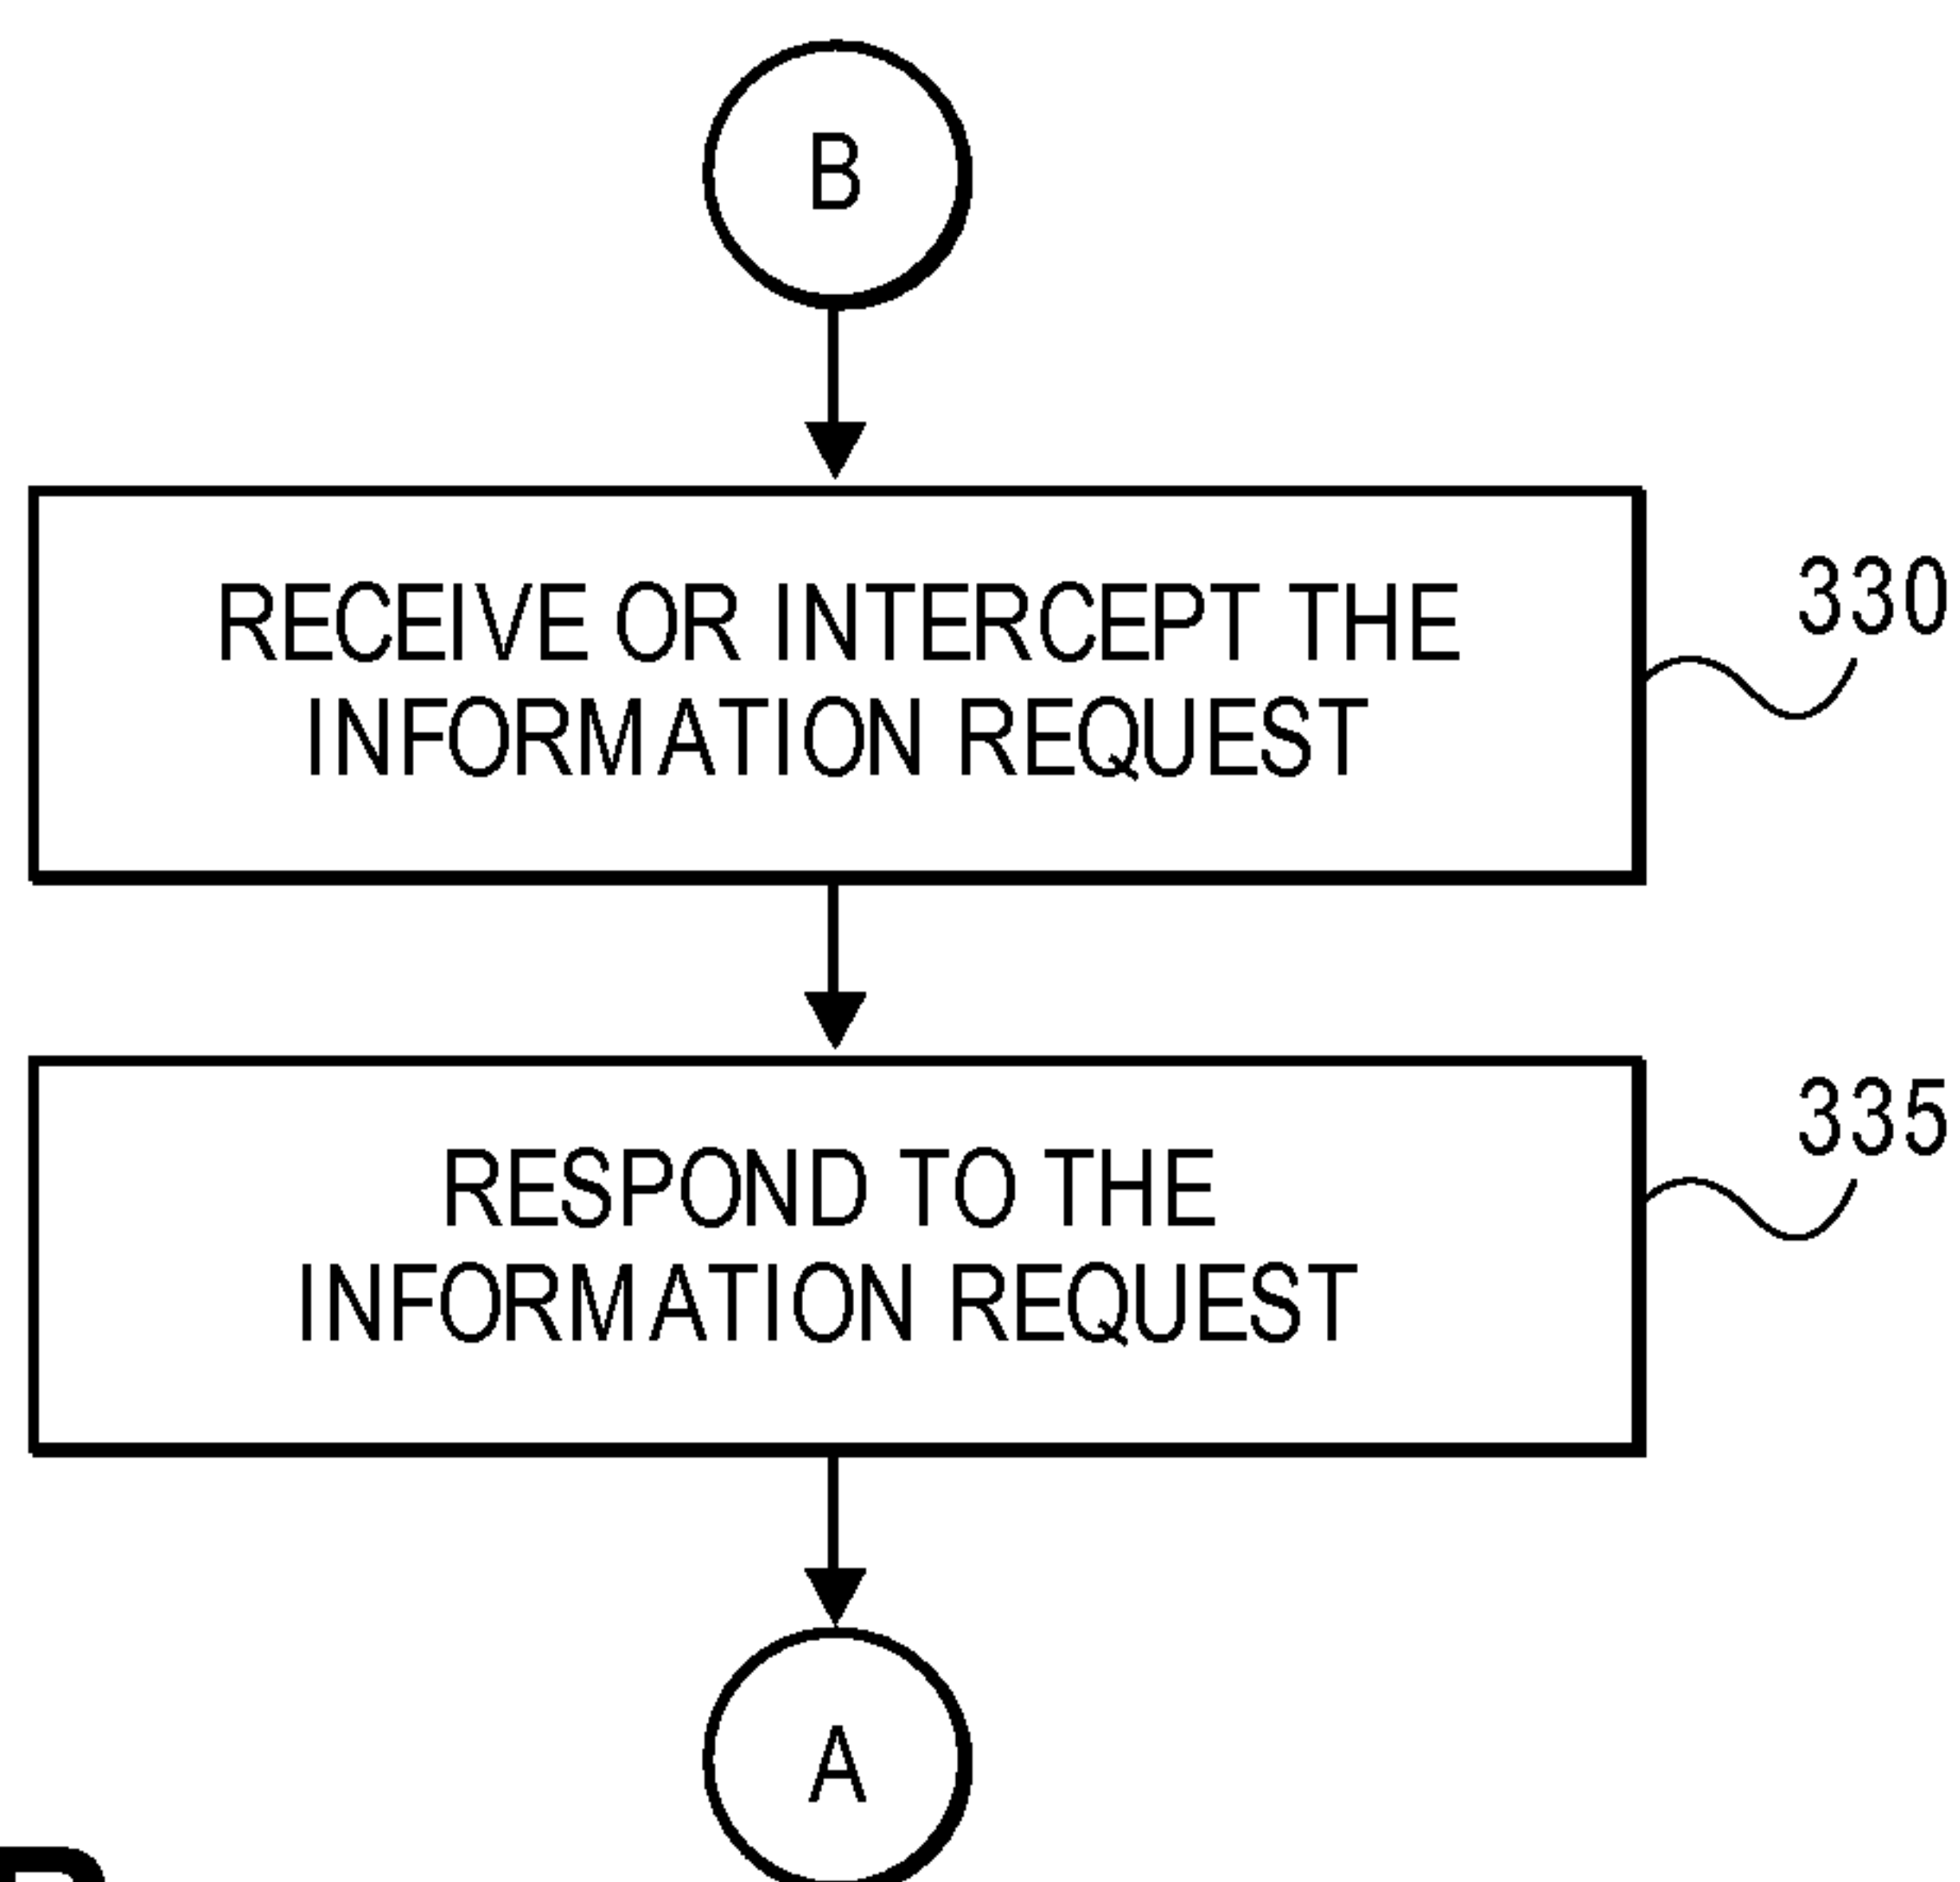 B
RECEIVE OR INTERCEPT THE
INFORMATION REQUEST
330
RESPOND TO THE
INFORMATION REQUEST
335
A